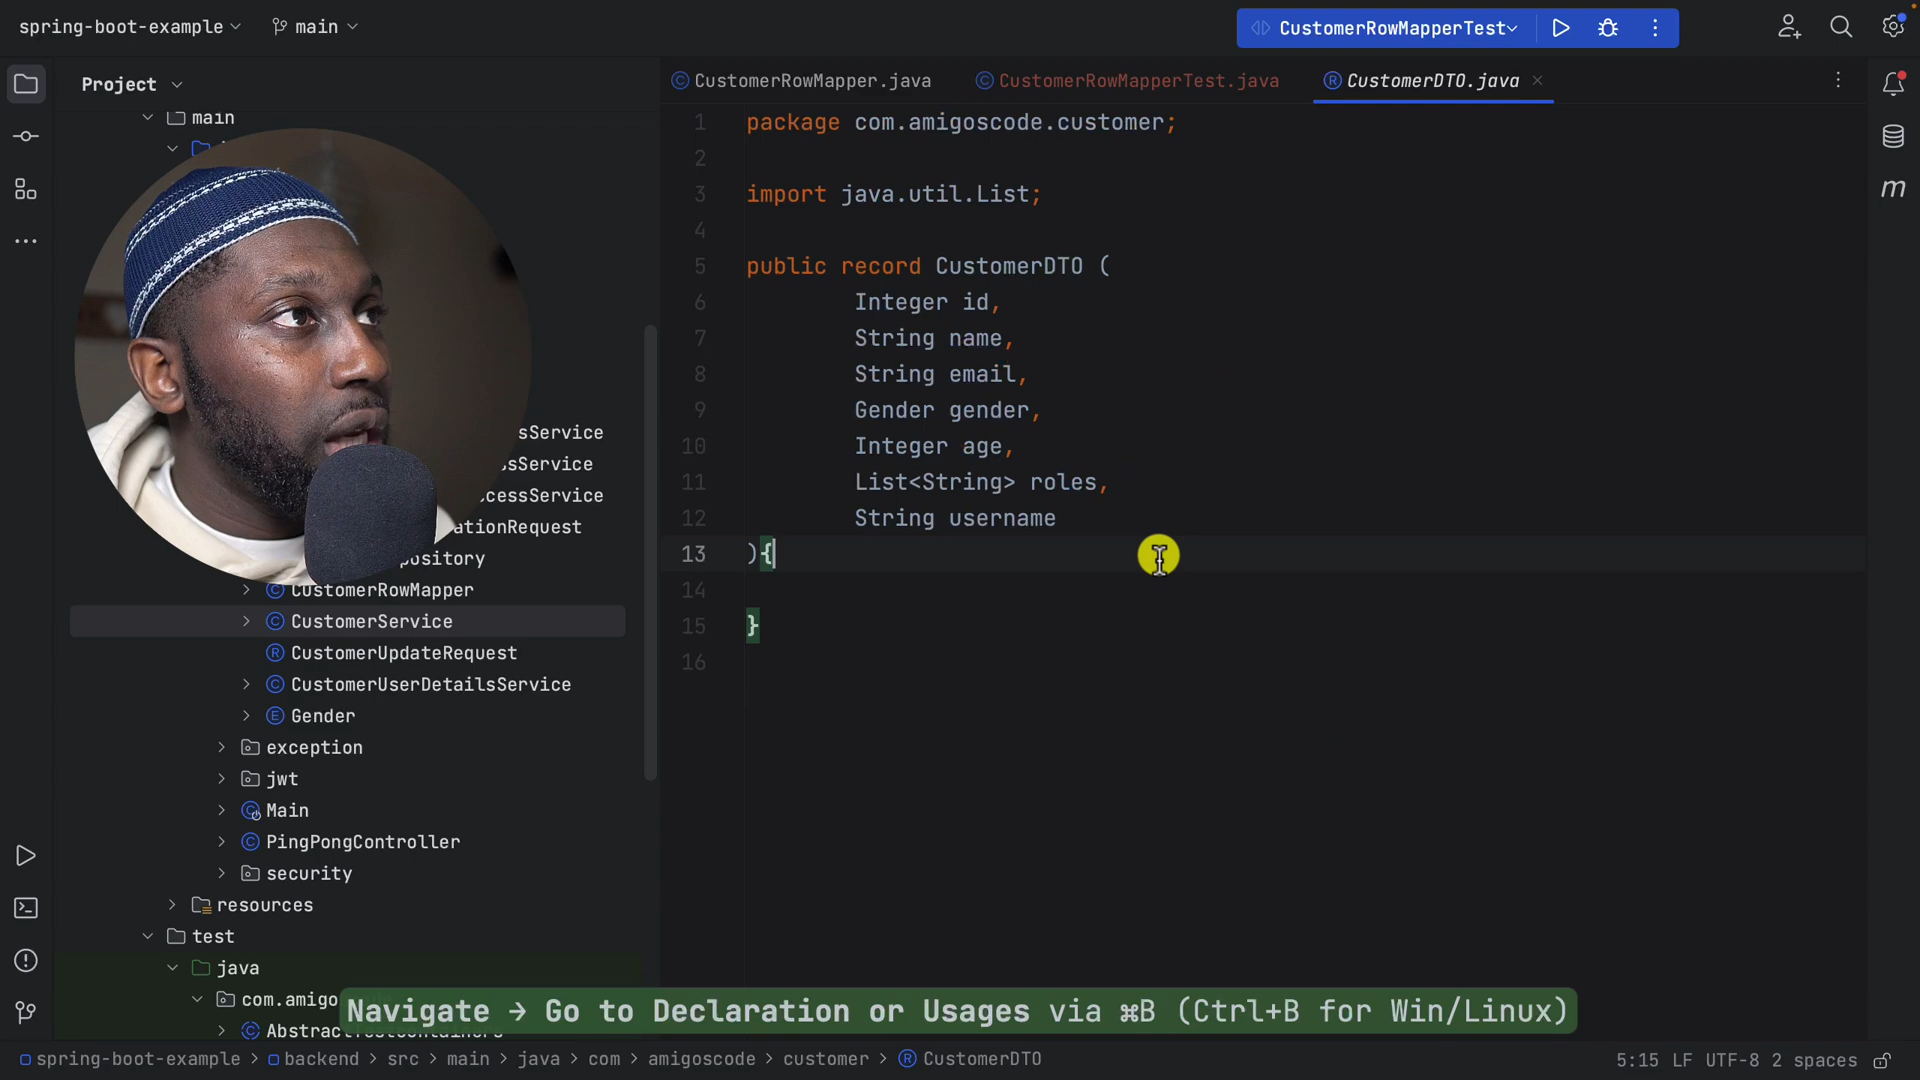 spring-boot-example
main
CustomerRowMapperTest
Project
main
sService
sService
cessService
ationRequest
pository
CustomerRowMapper
CustomerService
CustomerUpdateRequest
CustomerUserDetailsService
Gender
exception
jwt
Main
PingPongController
security
resources
test
java
com.amigo
CustomerRowMapper.java
CustomerRowMapperTest.java
CustomerDTO.java
1 package com.amigoscode.customer;
2
3 import java.util.List;
4
5 public record CustomerDTO (
6 Integer id,
7 String name,
8 String email,
9 Gender gender,
10 Integer age,
11 List<String> roles,
12 String username
13 ){
14
15 }
16
m
Navigate → Go to Declaration or Usages via ⌘B (Ctrl+B for Win/Linux)
spring-boot-example > backend > src > main > java > com > amigoscode > customer > CustomerDTO
5:15 LF UTF-8 2 spaces